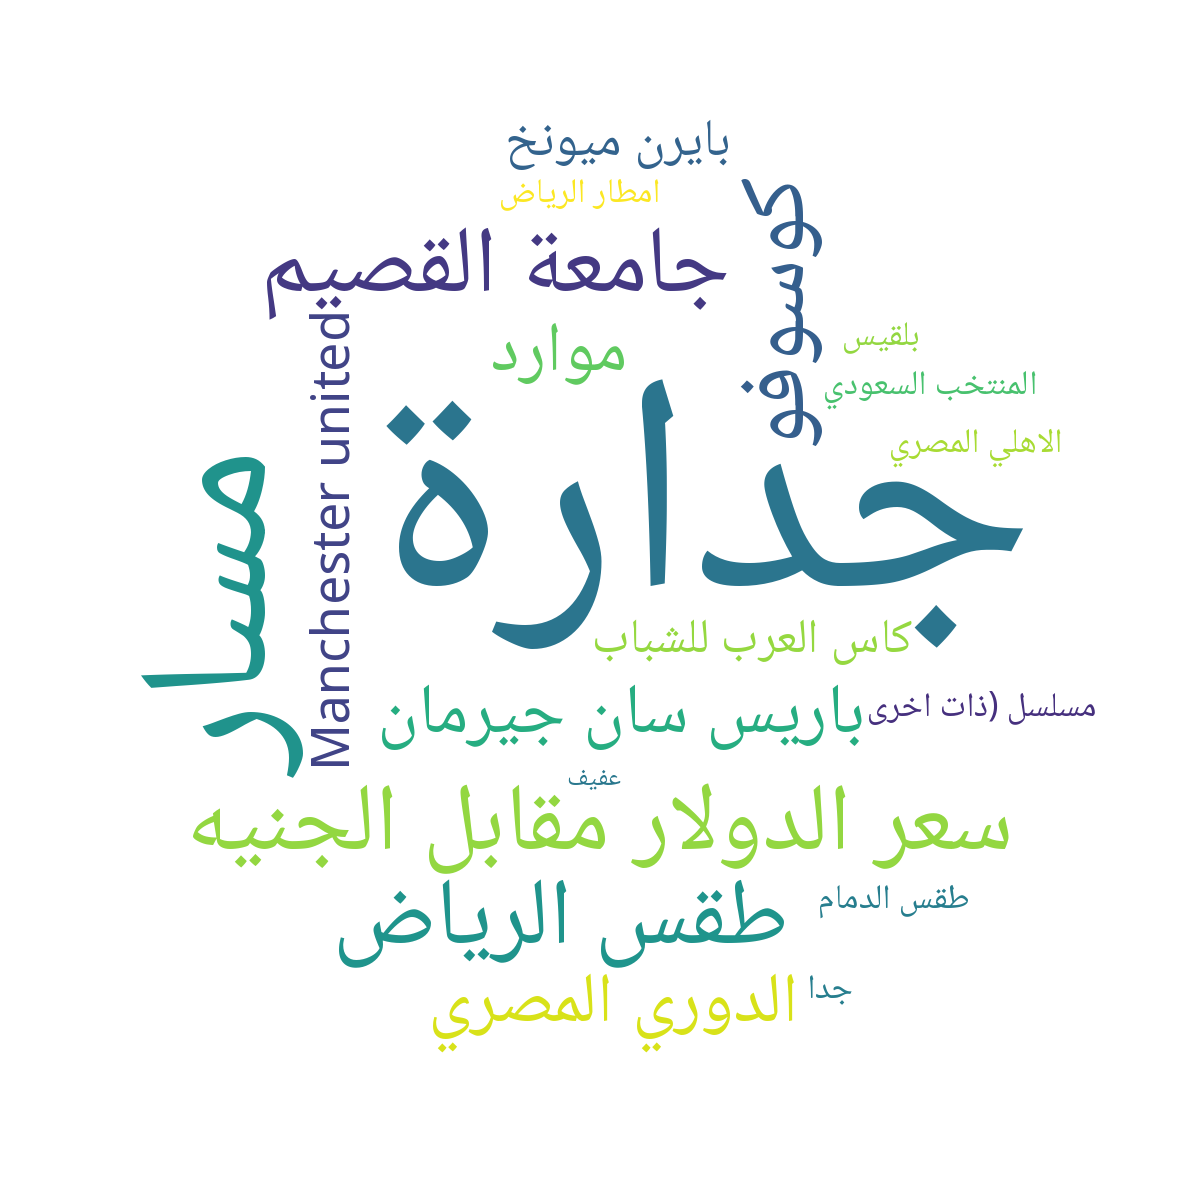 بايرن ميونخ
امطار الرياض
كوسوفو
جامعة القصيم
Manchester united
موارد
بلقيس
المنتخب السعودي
الاهلي المصري
جدارة
مسار
كاس العرب للشباب
باريس سان جيرمان
مسلسل (ذات اخرى
عفيف
سعر الدولار مقابل الجنيه
طقس الرياض
طقس الدمام
الدوري المصري
جدا